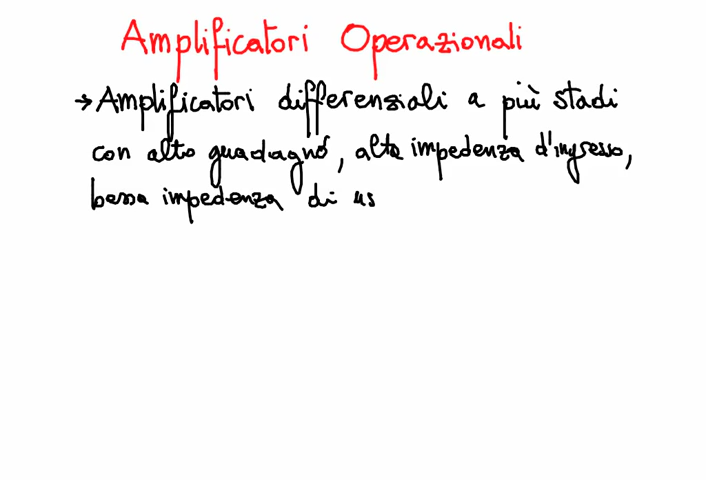 Amplificatori Operazionali
→ Amplificatori differenziali a più stadi
con alto guadagno, alta impedenza d'ingresso,
bassa impedenza di us